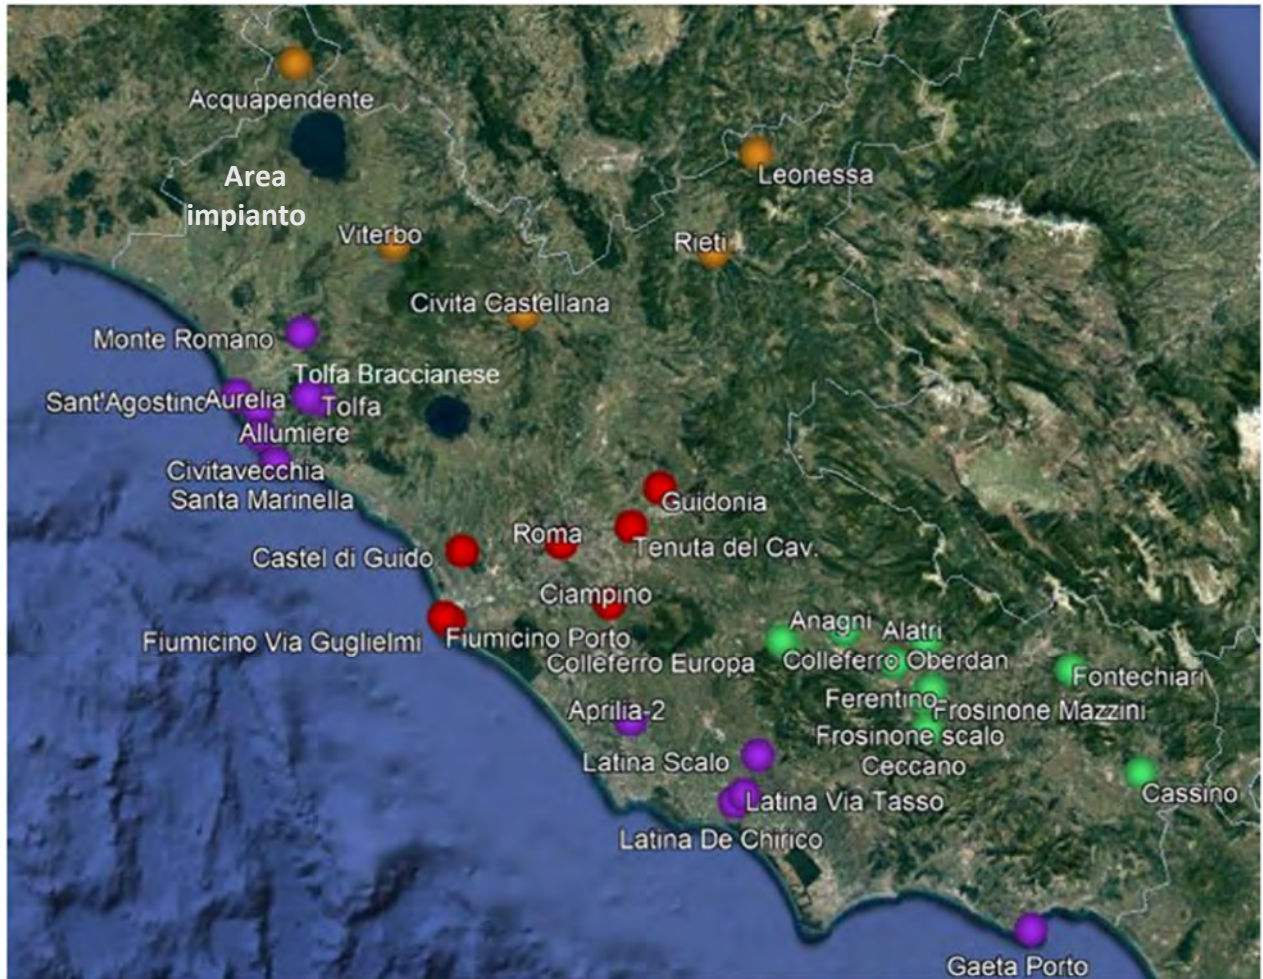 Acquapendente
Leonessa
Area
impianto
Viterbo
Rieti
Civita Castellana
Monte Romano
Tolfa Braccianese
Sant'Agostino
Aurelia
Tolfa
Allumiere
Civitavecchia
Santa Marinella
Guidonia
Roma
Tenuta del Cav.
Castel di Guido
Ciampino
Anagni
Alatri
Fiumicino Via Guglielmi
Fiumicino Porto
Colleferro Europa
Colleferro Oberdan
Fontechiari
Ferentino
Frosinone Mazzini
Aprilia-2
Frosinone scalo
Latina Scalo
Ceccano
Cassino
Latina Via Tasso
Latina De Chirico
Gaeta Porto